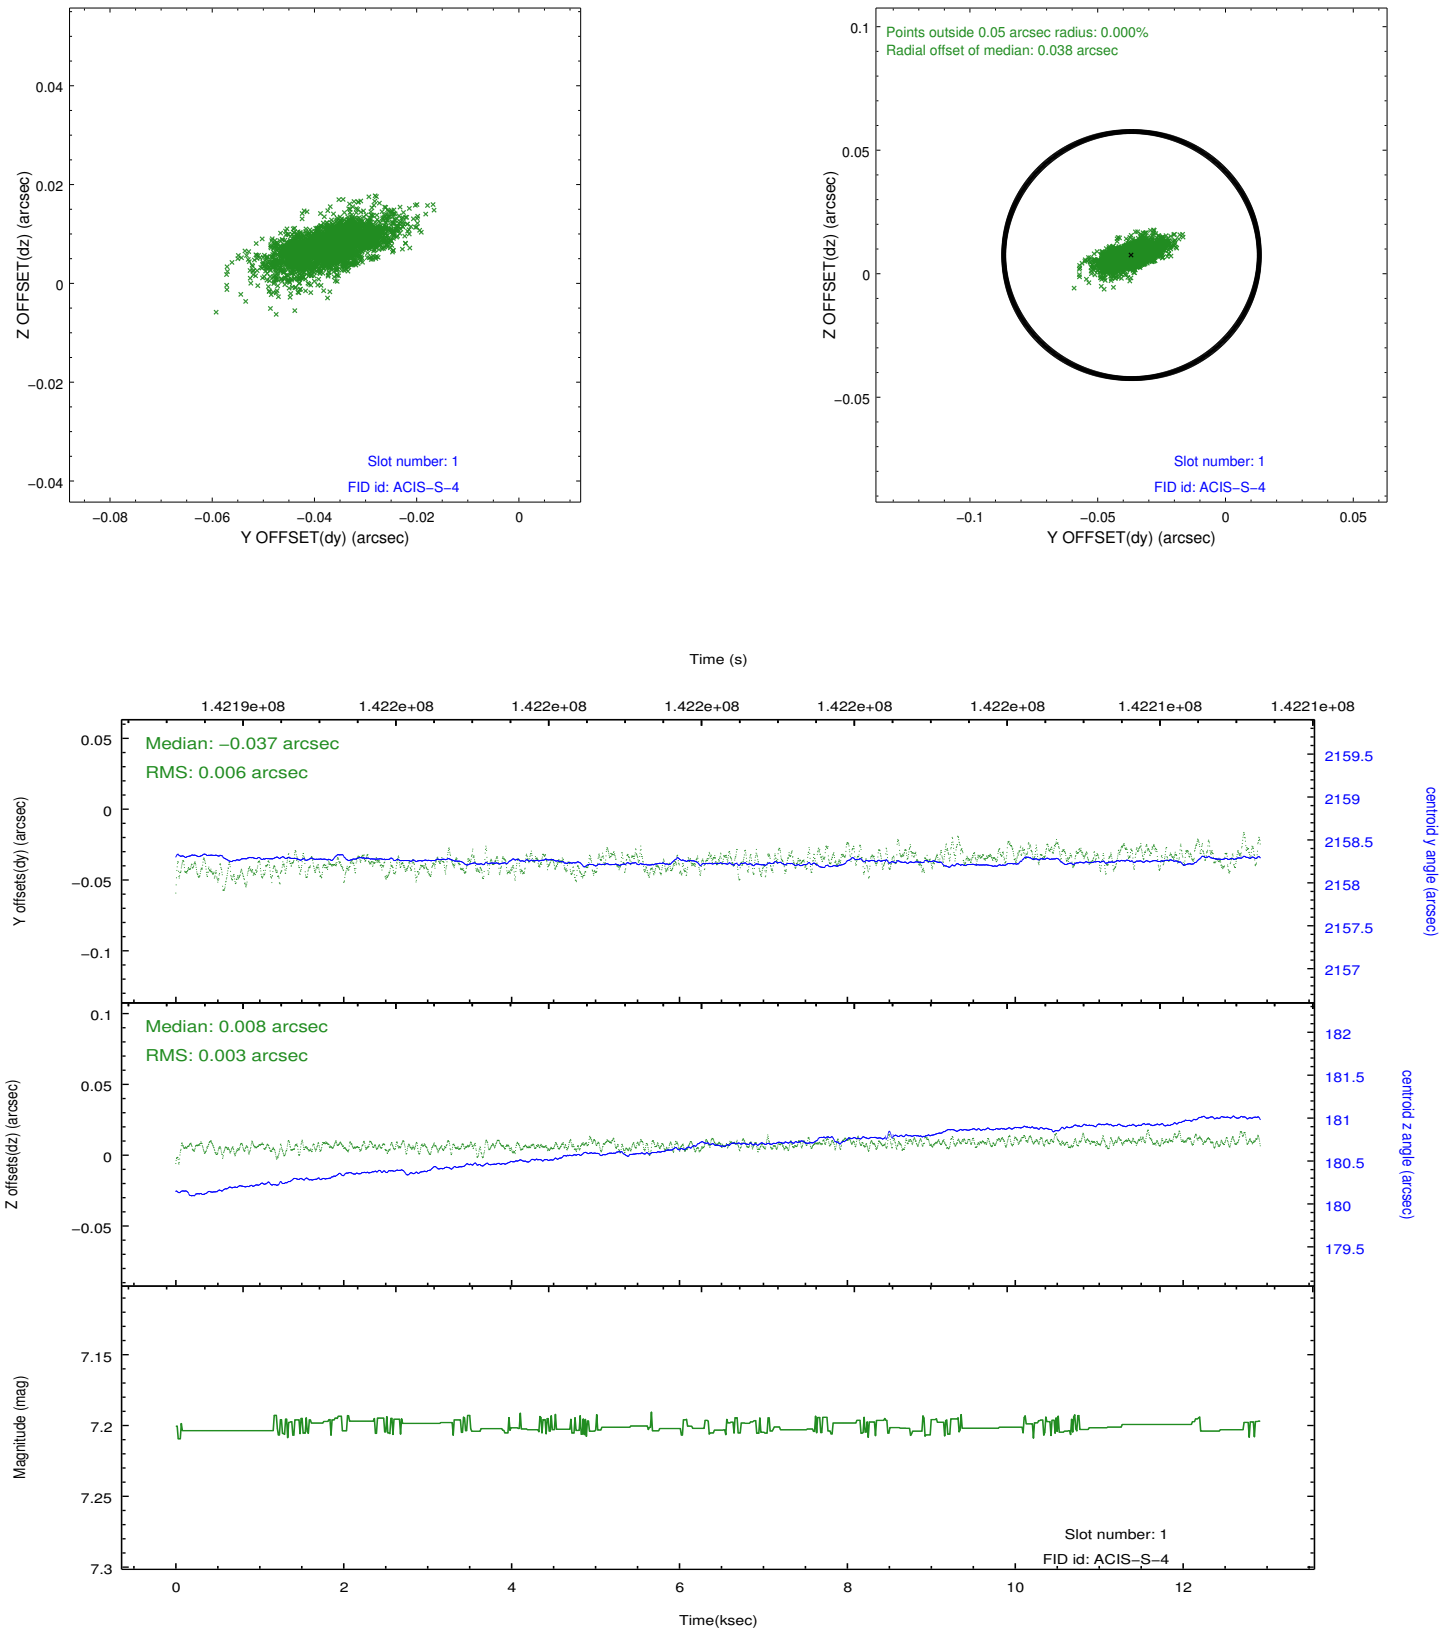 0.04
0.02
0
−0.02
−0.04
Z OFFSET(dz) (arcsec)
Slot number: 1
FID id: ACIS−S−4
−0.08 −0.06 −0.04 −0.02 0
Y OFFSET(dy) (arcsec)
Points outside 0.05 arcsec radius: 0.000%
Radial offset of median: 0.038 arcsec
0.1
0.05
0
−0.05
Z OFFSET(dz) (arcsec)
Slot number: 1
FID id: ACIS−S−4
−0.1 −0.05 0 0.05
Y OFFSET(dy) (arcsec)
Time (s)
1.4219e+08 1.422e+08 1.422e+08 1.422e+08 1.422e+08 1.422e+08 1.4221e+08 1.4221e+08
Median: −0.037 arcsec
RMS: 0.006 arcsec
0.05
0
−0.05
−0.1
Y offsets(dy) (arcsec)
2159.5
2159
2158.5
2158
2157.5
2157
centroid y angle (arcsec)
Median: 0.008 arcsec
RMS: 0.003 arcsec
0.1
0.05
0
−0.05
Z offsets(dz) (arcsec)
182
181.5
181
180.5
180
179.5
centroid z angle (arcsec)
7.15
7.2
7.25
7.3
Magnitude (mag)
Slot number: 1
FID id: ACIS−S−4
0 2 4 6 8 10 12
Time(ksec)